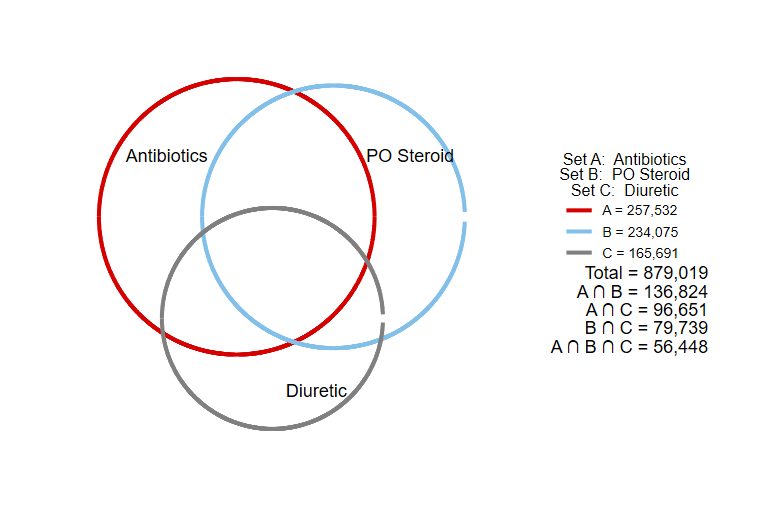 Antibiotics
PO Steroid
Diuretic
Set A:  Antibiotics
Set B:  PO Steroid
Set C:  Diuretic
A = 257,532
B = 234,075
C = 165,691
Total = 879,019
A ∩ B = 136,824
A ∩ C = 96,651
B ∩ C = 79,739
A ∩ B ∩ C = 56,448